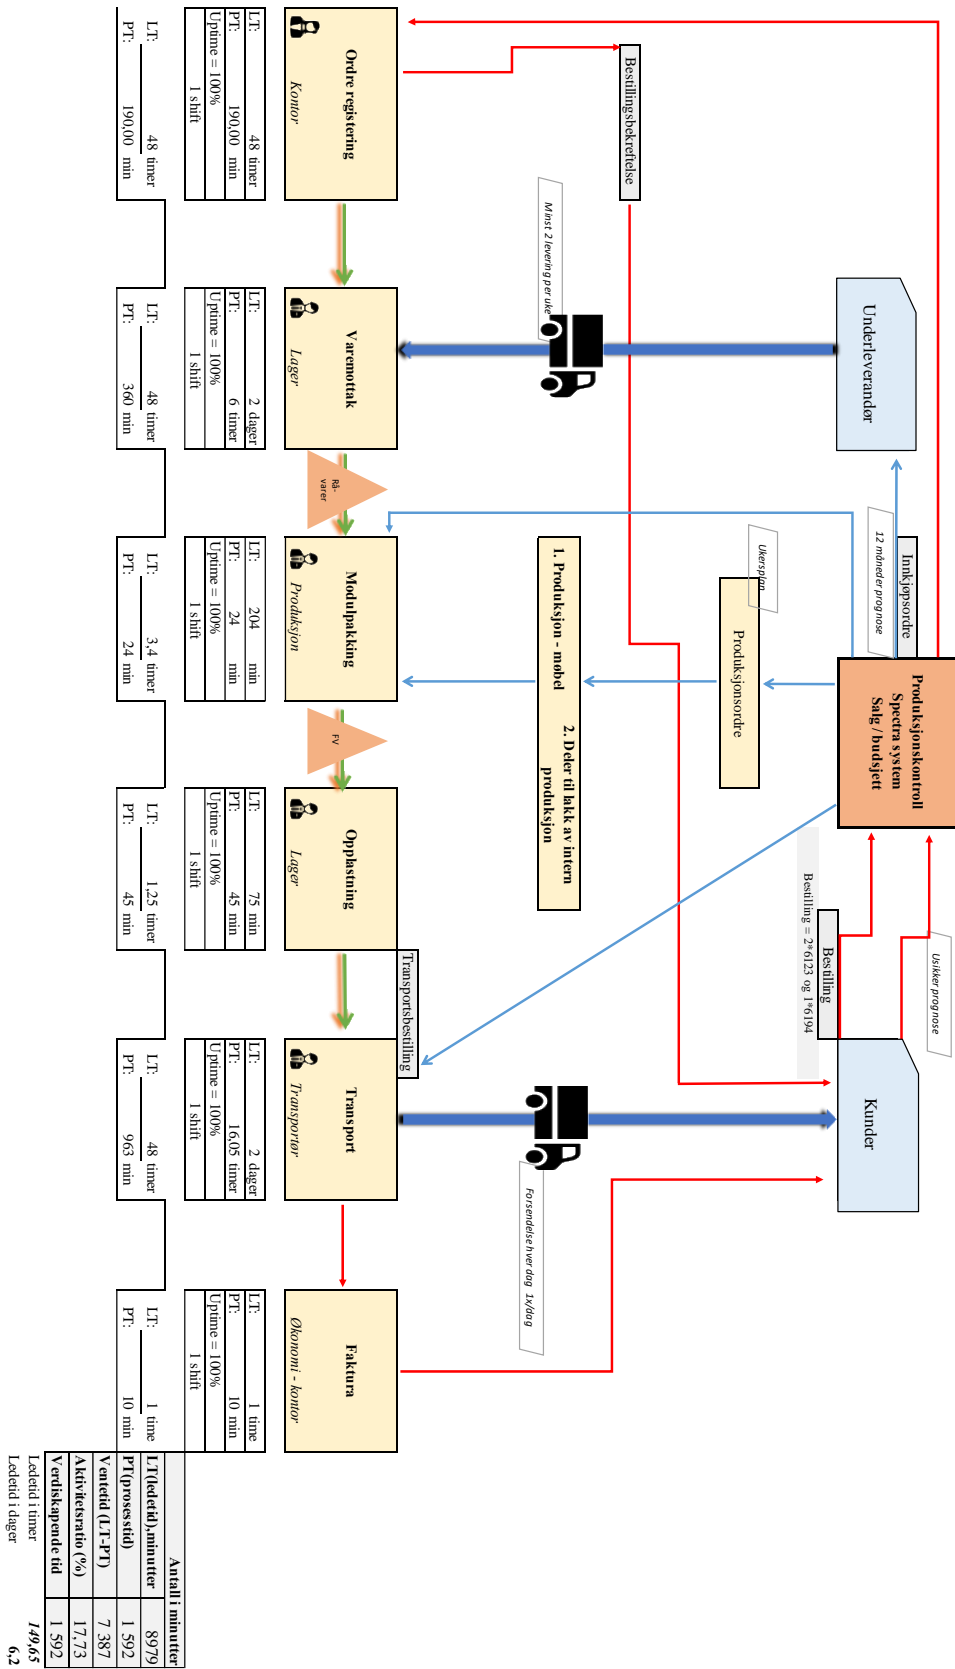 Underleverandør
Innkjøpsordre
12 måneder prognose
Produksjonskontroll
Spectra system
Salg / budsjett
Usikker prognose
Bestilling
Bestilling = 2*6123 og 1*6194
Kunder
Ukersplan
Produksjonsordre
Bestillingsbekreftelse
Minst 2 levering per uke
1. Produksjon - møbel
2. Deler til lakk av intern
produksjon
Forsendelse hver dag 1x/dag
Transportsbestilling
Ordre registering
Kontor
Varemottak
Lager
Rå-
varer
Modulpakking
Produksjon
FV
Opplastning
Lager
Transport
Transportør
Faktura
Økonomi - kontor
LT: 48 timer
PT: 190,00 min
Uptime = 100%
1 shift
LT: 2 dager
PT: 6 timer
Uptime = 100%
1 shift
LT: 204 min
PT: 24 min
Uptime = 100%
1 shift
LT: 75 min
PT: 45 min
Uptime = 100%
1 shift
LT: 2 dager
PT: 16,05 timer
Uptime = 100%
1 shift
LT: 1 time
PT: 10 min
Uptime = 100%
1 shift
LT: 48 timer
PT: 190,00 min
LT: 48 timer
PT: 360 min
LT: 3,4 timer
PT: 24 min
LT: 1,25 timer
PT: 45 min
LT: 48 timer
PT: 963 min
LT: 1 time
PT: 10 min
Antall i minutter
LT(ledetid),minutter 8979
PT(prosesstid) 1 592
Ventetid (LT-PT) 7 387
Aktivitetsratio (%) 17,73
Verdiskapende tid 1 592
Ledetid i timer 149,65
Ledetid i dager 6,2